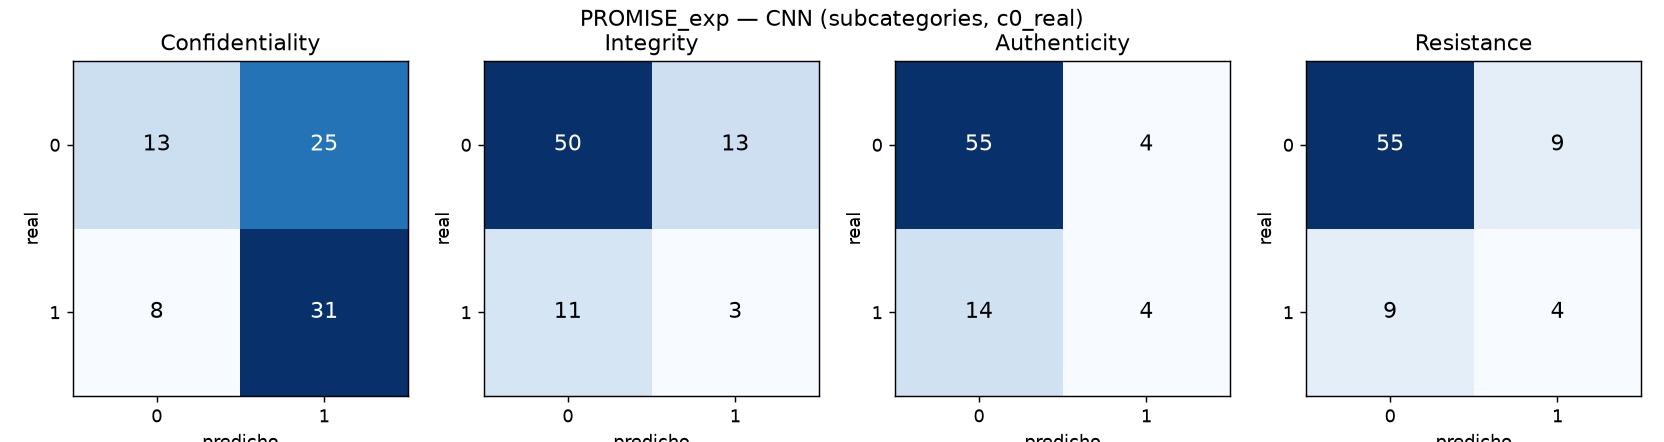 PROMISE_exp — CNN (subcategories, c0_real)
Confidentiality
0
1
real
13 25
8 31
0 1
predicho
Integrity
0
1
real
50 13
11 3
0 1
predicho
Authenticity
0
1
real
55 4
14 4
0 1
predicho
Resistance
0
1
real
55 9
9 4
0 1
predicho